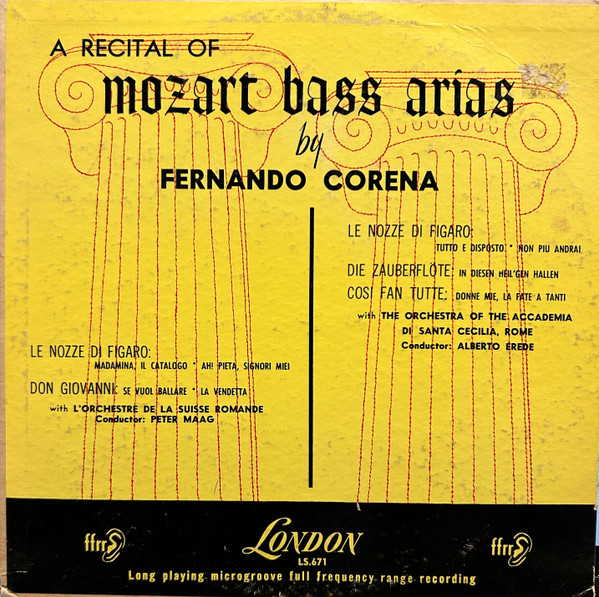 A RECITAL OF
mozart bass arias
by
FERNANDO CORENA
LE NOZZE DI FIGARO:
MADAMINA, IL CATALOGO * AH! PIETA, SIGNORI MIEI
DON GIOVANNI: SE VUOL BALLARE * LA VENDETTA
with L'ORCHESTRE DE LA SUISSE ROMANDE
Conductor: PETER MAAG
LE NOZZE DI FIGARO:
TUTTO E DISPOSTO * NON PIU ANDRAI
DIE ZAUBERFLÖTE: IN DIESEN HEIL'GEN HALLEN
COSI FAN TUTTE: DONNE MIE, LA FATE A TANTI
with THE ORCHESTRA OF THE ACCADEMIA
DI SANTA CECILIA, ROME
Conductor: ALBERTO EREDE
ffrr LONDON ffrr
LS.671
Long playing microgroove full frequency range recording